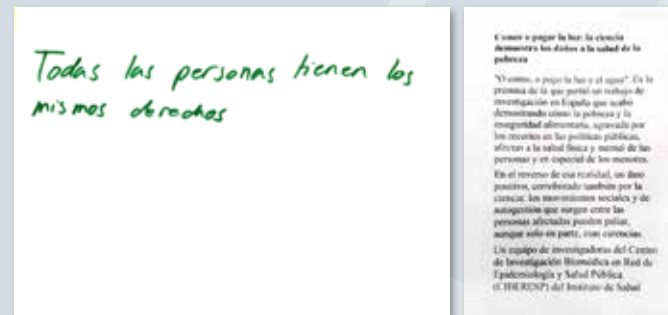 Todas las personas tienen los
mismos derechos
Comer o pagar la luz: la ciencia
demuestra los daños a la salud de la
pobreza
"O como, o pago la luz y el agua". Es la
premisa de la que partió un trabajo de
investigación en España que acabó
demostrando cómo la pobreza y la
inseguridad alimentaria, agravada por
los recortes en las políticas públicas,
afectan a la salud física y mental de las
personas y en especial de los menores.
En el reverso de esa realidad, un dato
positivo, corroborado también por la
ciencia: los movimientos sociales y de
autogestión que surgen entre las
personas afectadas pueden paliar,
aunque solo en parte, esas carencias.
Un equipo de investigadoras del Centro
de Investigación Biomédica en Red de
Epidemiología y Salud Pública
(CIBERESP) del Instituto de Salud